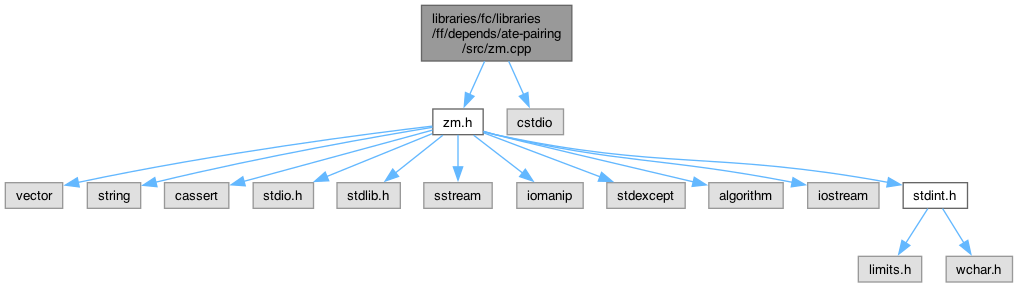 libraries/fc/libraries
/ff/depends/ate-pairing
/src/zm.cpp
zm.h
cstdio
vector
string
cassert
stdio.h
stdlib.h
sstream
iomanip
stdexcept
algorithm
iostream
stdint.h
limits.h
wchar.h